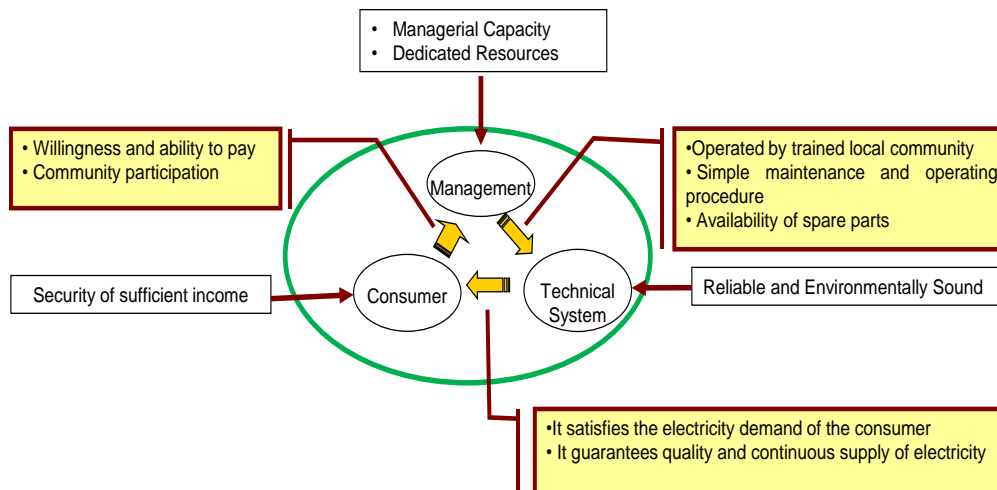 • Managerial Capacity
• Dedicated Resources
• Willingness and ability to pay
• Community participation
•Operated by trained local community
• Simple maintenance and operating
procedure
• Availability of spare parts
Management
Security of sufficient income
Consumer
Technical
System
Reliable and Environmentally Sound
•It satisfies the electricity demand of the consumer
• It guarantees quality and continuous supply of electricity